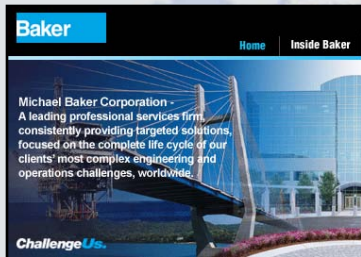 Baker
Home
Inside Baker
Michael Baker Corporation -
A leading professional services firm,
consistently providing targeted solutions,
focused on the complete life cycle of our
clients' most complex engineering and
operations challenges, worldwide.
ChallengeUs.